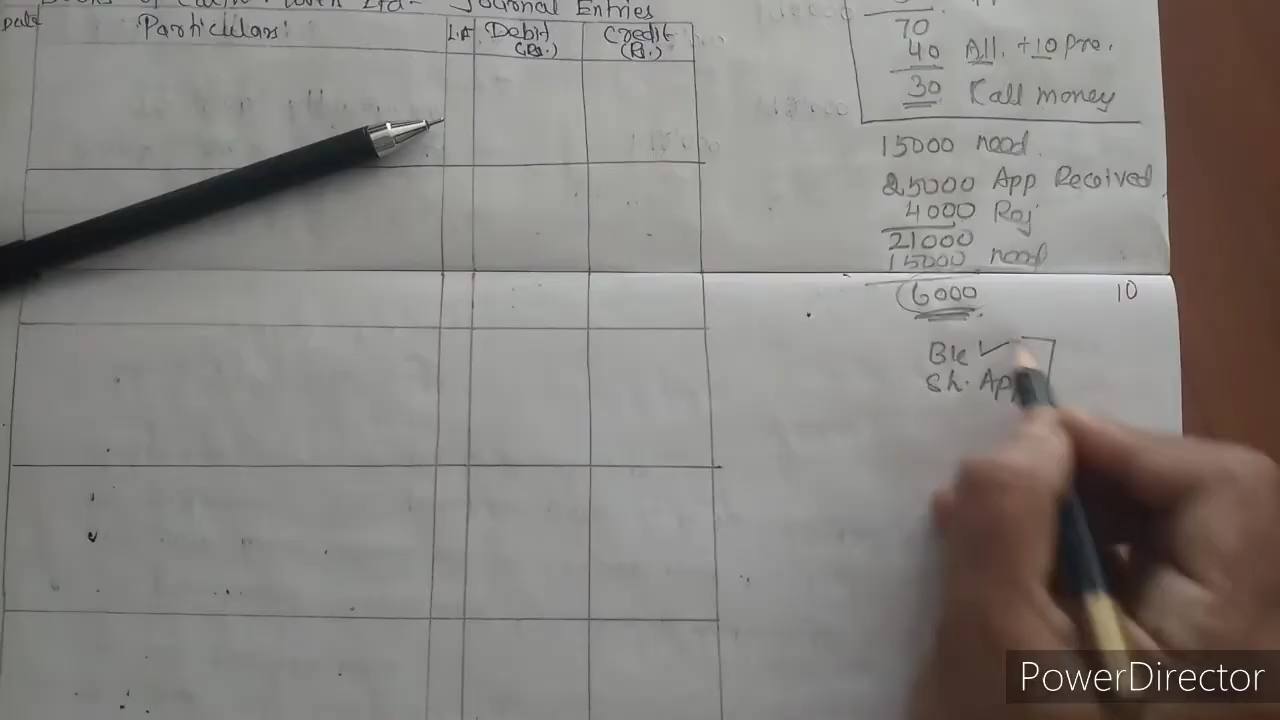 Ltd- Journal Entries
Date
Particulars:
L.F
Debit
(Rs.)
Credit
(Rs.)
70
40 All. +10 Pre.
30 Call money
15000 need.
25000 App Received
4000 Rej
21000
15000 need
6000
10
Bk
Sh. App
PowerDirector